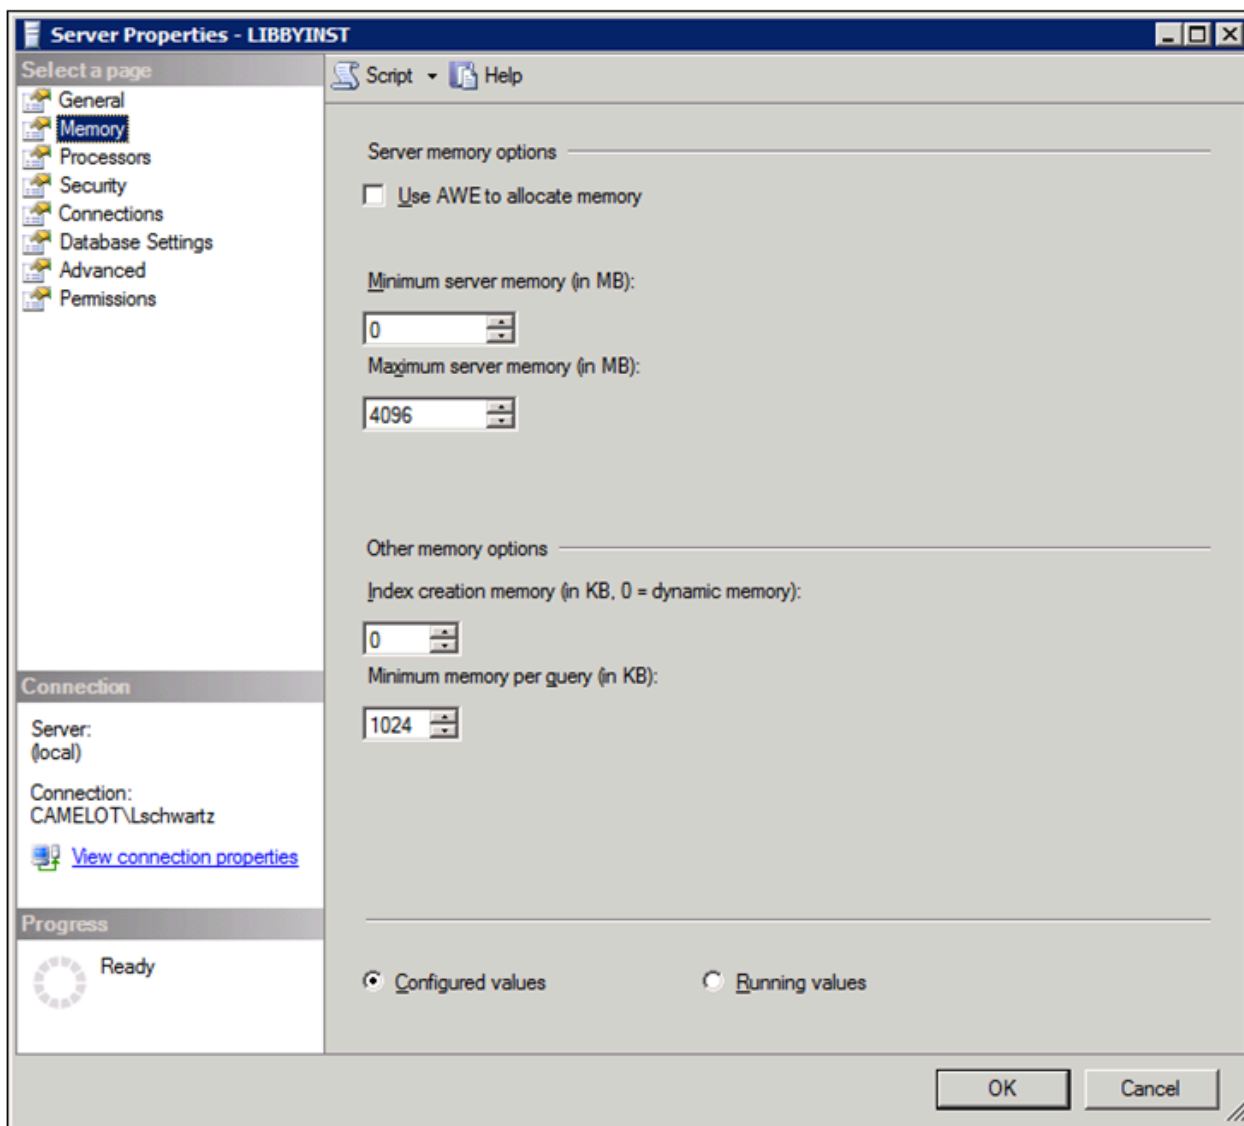 Server Properties - LIBBYINST
Select a page
General
Memory
Processors
Security
Connections
Database Settings
Advanced
Permissions
Connection
Server:
(local)
Connection:
CAMELOT\Lschwartz
View connection properties
Progress
Ready
Script Help
Server memory options
Use AWE to allocate memory
Minimum server memory (in MB):
0
Maximum server memory (in MB):
4096
Other memory options
Index creation memory (in KB, 0 = dynamic memory):
0
Minimum memory per query (in KB):
1024
Configured values Running values
OK Cancel